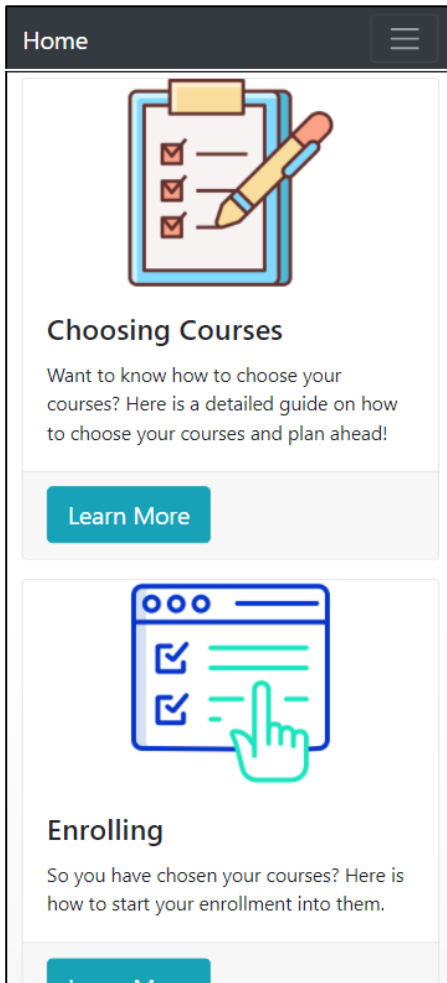 Home
Choosing Courses
Want to know how to choose your
courses? Here is a detailed guide on how
to choose your courses and plan ahead!
Learn More
Enrolling
So you have chosen your courses? Here is
how to start your enrollment into them.
Learn More